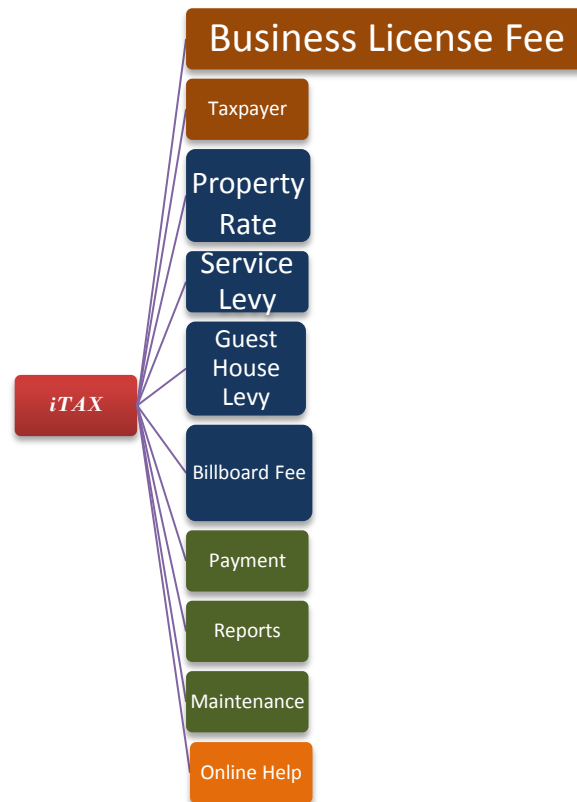 Business License Fee
Taxpayer
Property
Rate
Service
Levy
Guest
House
Levy
iTAX
Billboard Fee
Payment
Reports
Maintenance
Online Help